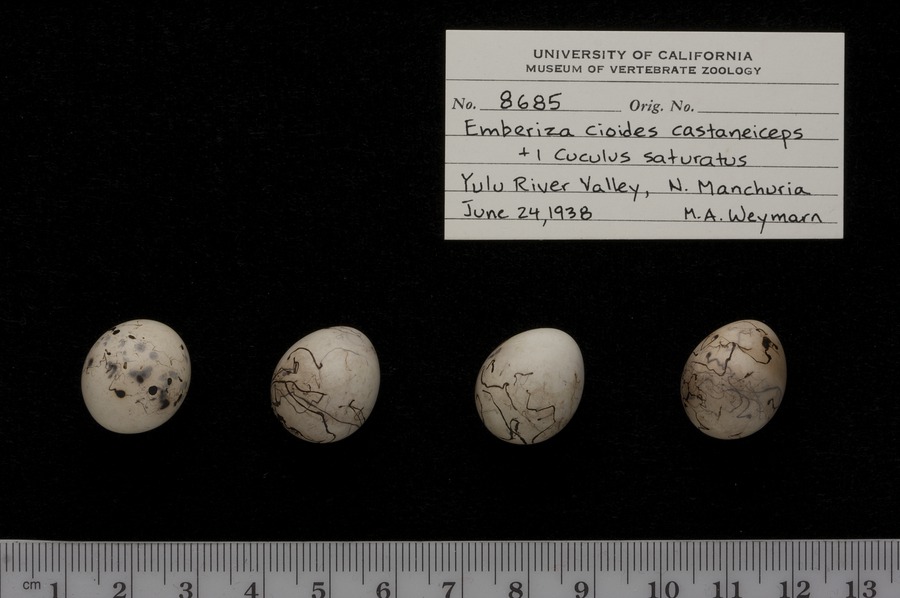 UNIVERSITY OF CALIFORNIA
MUSEUM OF VERTEBRATE ZOOLOGY
No. 8685 Orig. No.
Emberiza cioides castaneiceps
+1 Cuculus saturatus
Yulu River Valley, N. Manchuria
June 24, 1938 M.A. Weymarn
cm 1 2 3 4 5 6 7 8 9 10 11 12 13